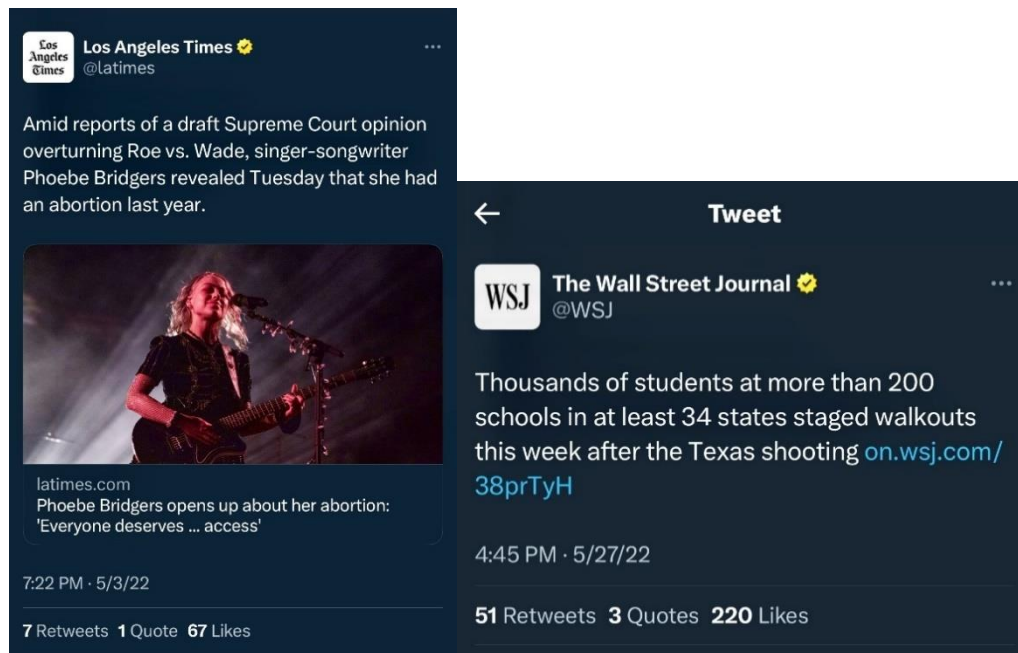 Los
Angeles
Times
Los Angeles Times
@latimes
Amid reports of a draft Supreme Court opinion
overturning Roe vs. Wade, singer-songwriter
Phoebe Bridgers revealed Tuesday that she had
an abortion last year.
latimes.com
Phoebe Bridgers opens up about her abortion:
'Everyone deserves ... access'
7:22 PM · 5/3/22
7 Retweets 1 Quote 67 Likes
Tweet
WSJ
The Wall Street Journal
@WSJ
Thousands of students at more than 200
schools in at least 34 states staged walkouts
this week after the Texas shooting on.wsj.com/
38prTyH
4:45 PM · 5/27/22
51 Retweets 3 Quotes 220 Likes